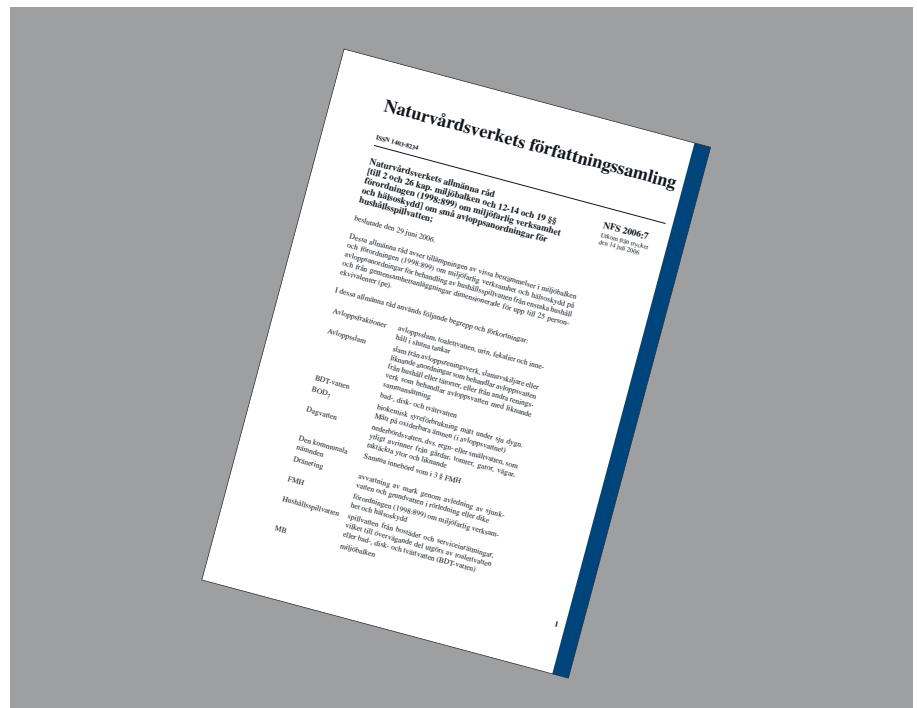 Naturvårdsverkets författningssamling
ISSN 1403-8234
Naturvårdsverkets allmänna råd
[till 2 och 26 kap. miljöbalken och 12-14 och 19 §§
förordningen (1998:899) om miljöfarlig verksamhet
och hälsoskydd] om små avloppsanordningar för
hushållsspillvatten;
NFS 2006:7
Utkom från trycket
den 14 juli 2006
beslutade den 29 juni 2006.
Dessa allmänna råd avser tillämpningen av vissa bestämmelser i miljöbalken
och förordningen (1998:899) om miljöfarlig verksamhet och hälsoskydd på
avloppsanordningar för behandling av hushållsspillvatten från enstaka hushåll
och från gemensamhetsanläggningar dimensionerade för upp till 25 person-
ekvivalenter (pe).
I dessa allmänna råd används följande begrepp och förkortningar:
Avloppsfraktioner avloppsslam, toalettvatten, urin, fekalier och inne-
håll i slutna tankar
Avloppsslam slam från avloppsreningsverk, slamavskiljare eller
liknande anordningar som behandlar avloppsvatten
från hushåll eller tätorter, eller från andra renings-
verk som behandlar avloppsvatten med liknande
sammansättning
BDT-vatten bad-, disk- och tvättvatten
BOD7 biokemisk syreförbrukning mätt under sju dygn.
Mått på oxiderbara ämnen (i avloppsvattnet)
Dagvatten nederbördsvatten, dvs. regn- eller smältvatten, som
ytligt avrinner från gårdar, tomter, gator, vägar,
taktäckta ytor och liknande
Den kommunala Samma innebörd som i 3 § FMH
nämnden
Dränering avvattning av mark genom avledning av sjunk-
vatten och grundvatten i rörledning eller dike
FMH förordningen (1998:899) om miljöfarlig verksam-
het och hälsoskydd
Hushållsspillvatten spillvatten från bostäder och serviceinrättningar,
vilket till övervägande del utgörs av toalettvatten
eller bad-, disk- och tvättvatten (BDT-vatten)
MB miljöbalken
1